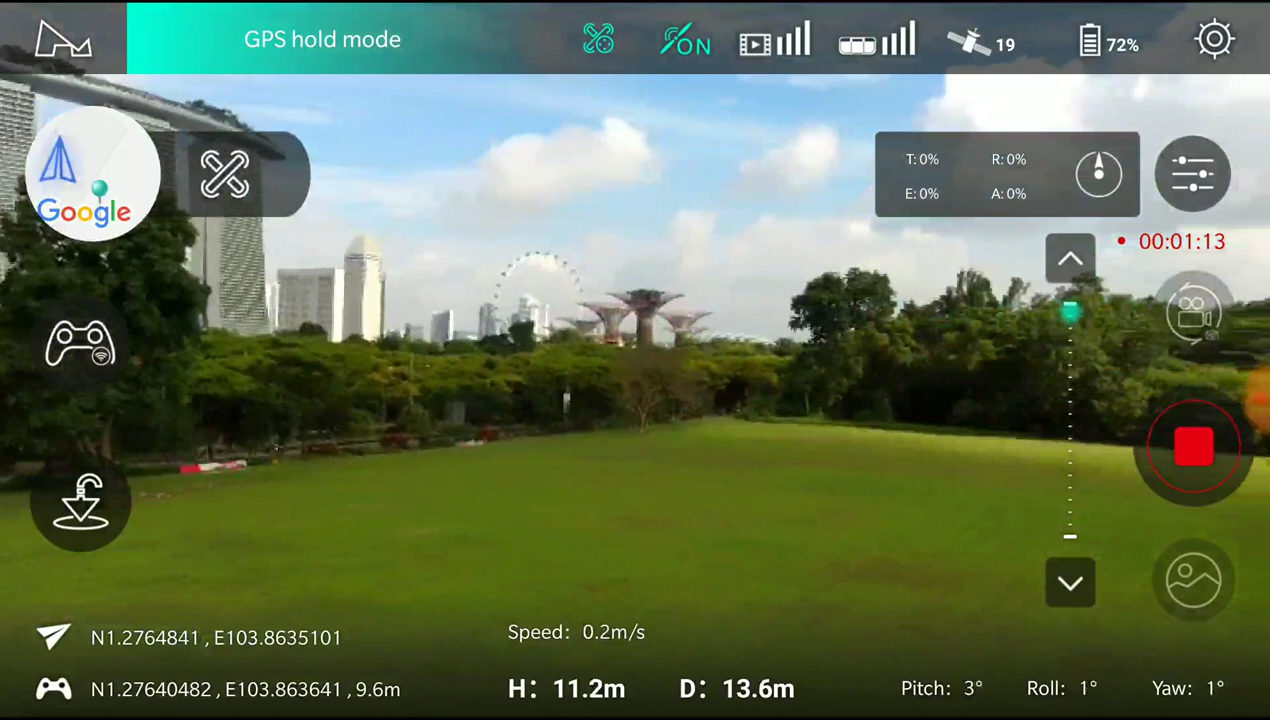 GPS hold mode
ON
19
72%
Google
T: 0%
R: 0%
E: 0%
A: 0%
00:01:13
N1.2764841 , E103.8635101
Speed: 0.2m/s
N1.27640482 , E103.863641 , 9.6m
H: 11.2m
D: 13.6m
Pitch: 3°
Roll: 1°
Yaw: 1°